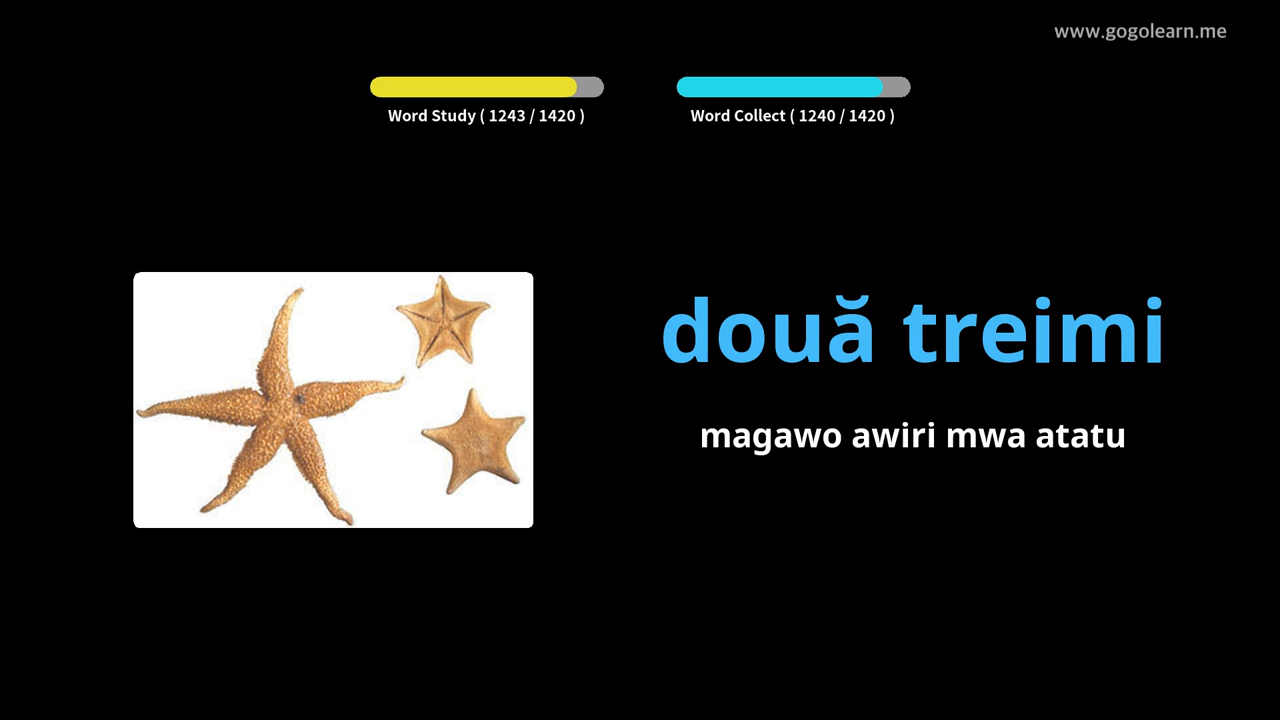 www.gogolearn.me
Word Study ( 1243 / 1420 )
Word Collect ( 1240 / 1420 )
două treimi
magawo awiri mwa atatu